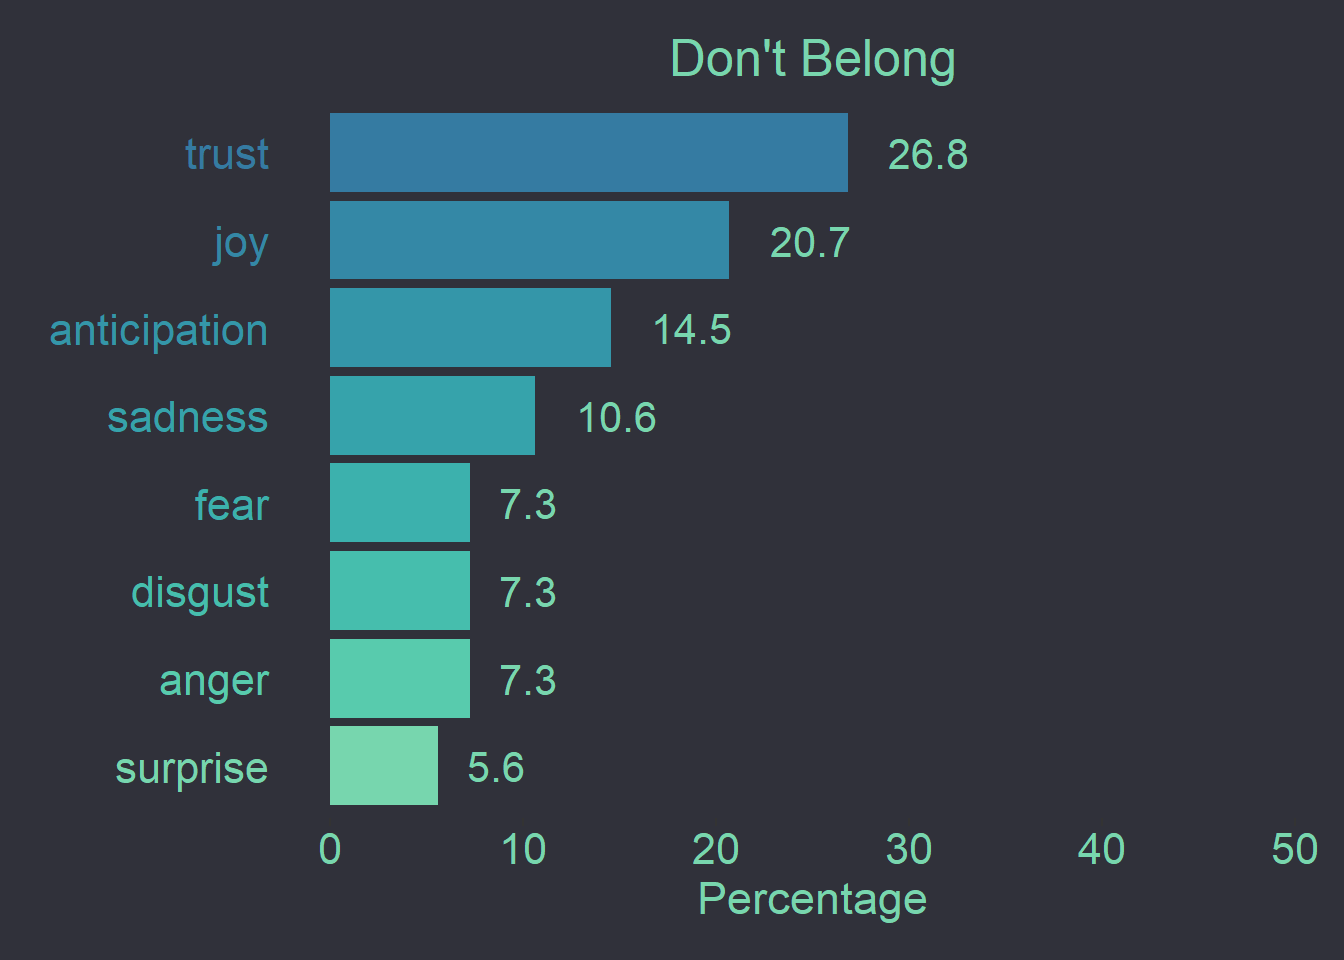 Don't Belong
trust 26.8
joy 20.7
anticipation 14.5
sadness 10.6
fear 7.3
disgust 7.3
anger 7.3
surprise 5.6
0 10 20 30 40 50
Percentage